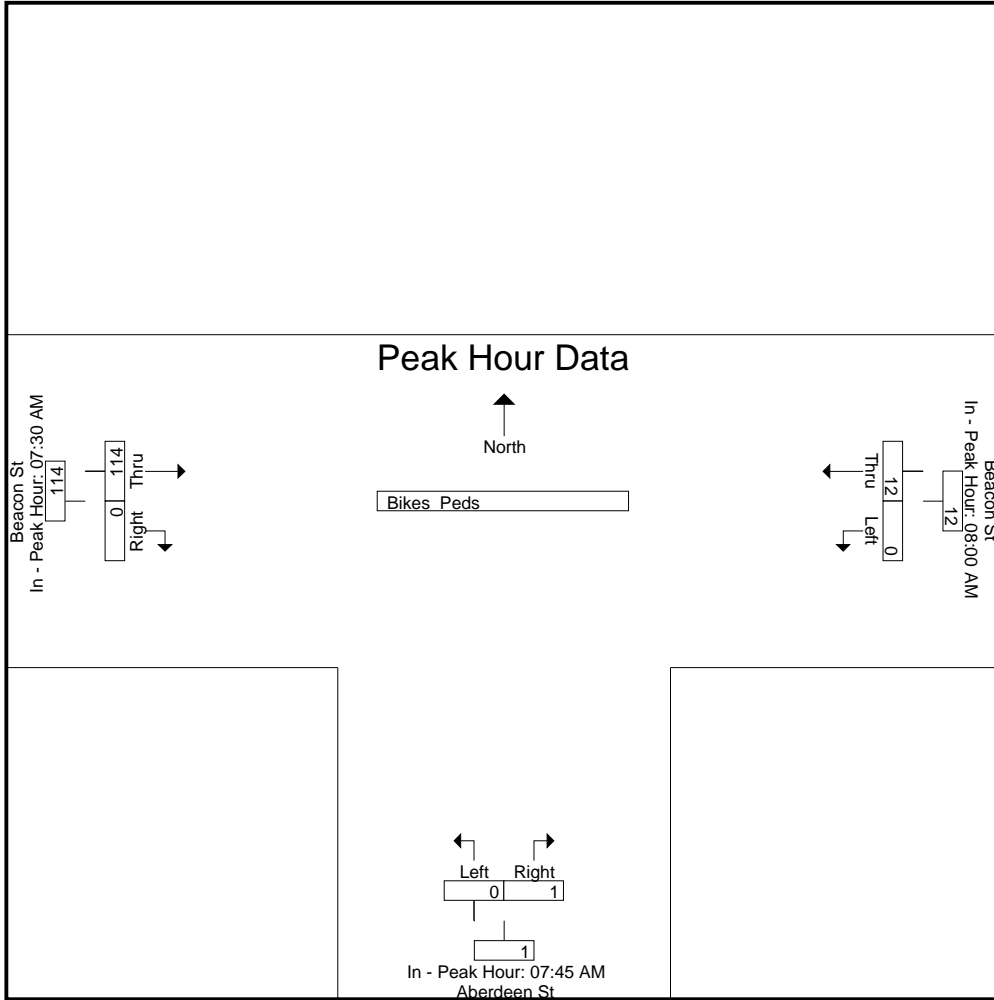 Peak Hour Data
North
Bikes Peds
Beacon St
In - Peak Hour: 07:30 AM
114
114
0
Thru
Right
Beacon St
In - Peak Hour: 08:00 AM
12
12
0
Thru
Left
Left Right
0 1
1
In - Peak Hour: 07:45 AM
Aberdeen St